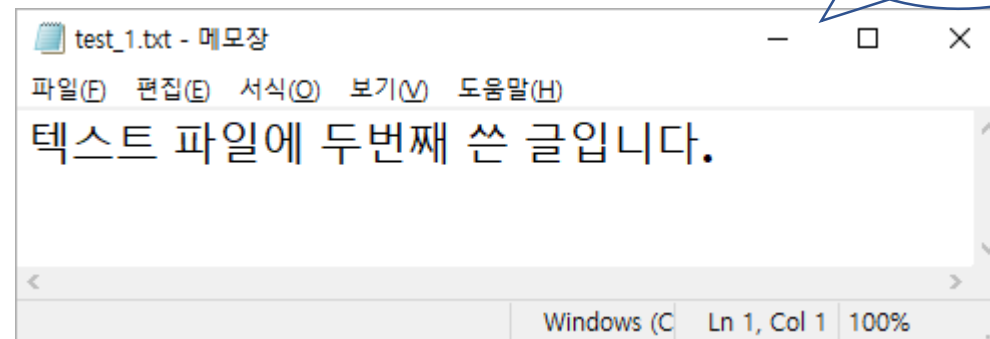 test_1.txt - 메모장
파일(F) 편집(E) 서식(O) 보기(V) 도움말(H)
텍스트 파일에 두번째 쓴 글입니다.
Windows (C Ln 1, Col 1 100%